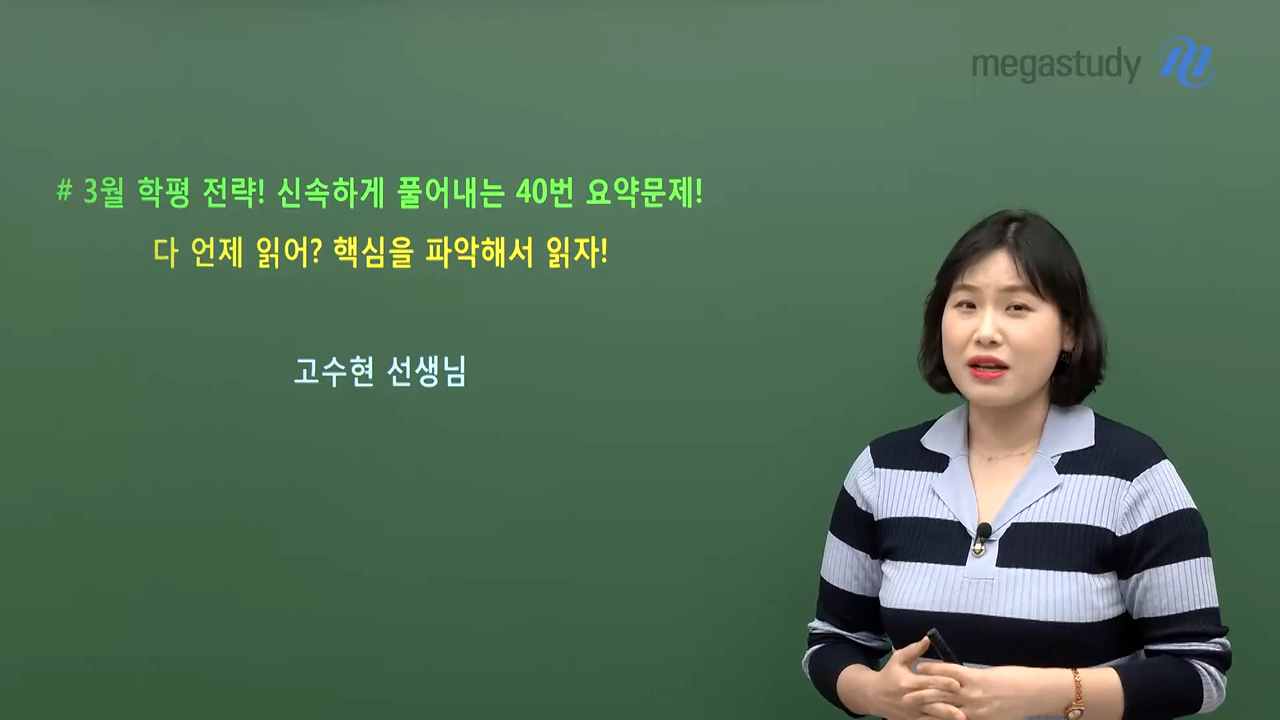 megastudy
# 3월 학평 전략! 신속하게 풀어내는 40번 요약문제!
다 언제 읽어? 핵심을 파악해서 읽자!
고수현 선생님